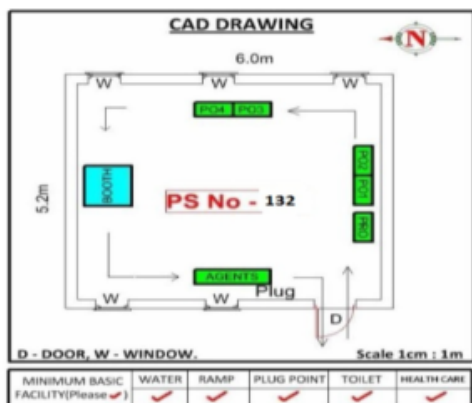 CAD DRAWING
N
6.0m
W W W
PO4 PO3
5.2m
BOOTH
PO2
PO1
PS No - 132
PRO
AGENTS
Plug
W W
D
D - DOOR, W - WINDOW. Scale 1cm : 1m
MINIMUM BASIC FACILITY(Please ✓) WATER RAMP PLUG POINT TOILET HEALTH CARE
✓ ✓ ✓ ✓ ✓